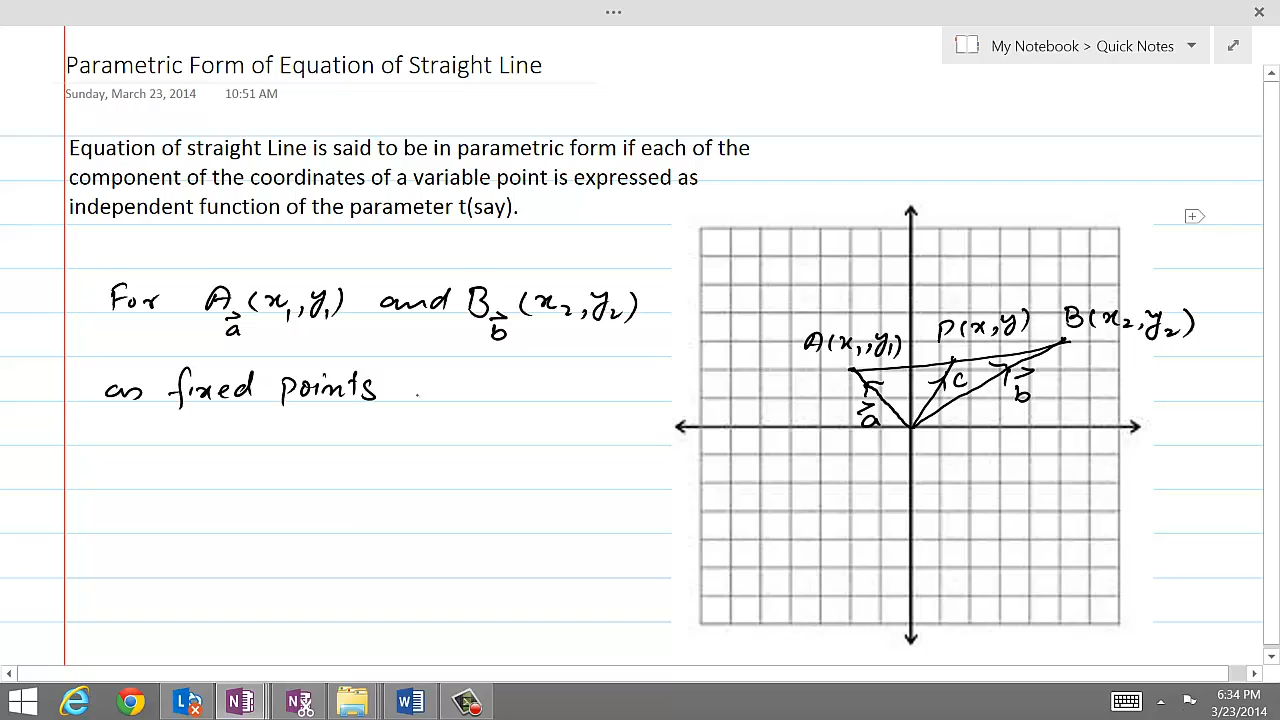 ...
My Notebook > Quick Notes
Parametric Form of Equation of Straight Line
Sunday, March 23, 2014 10:51 AM
Equation of straight Line is said to be in parametric form if each of the
component of the coordinates of a variable point is expressed as
independent function of the parameter t(say).
For A(x₁,y₁) and B(x₂,y₂)
a⃗ b⃗
as fixed points
A(x₁,y₁) P(x,y) B(x₂,y₂)
a⃗ c b⃗
6:34 PM
3/23/2014